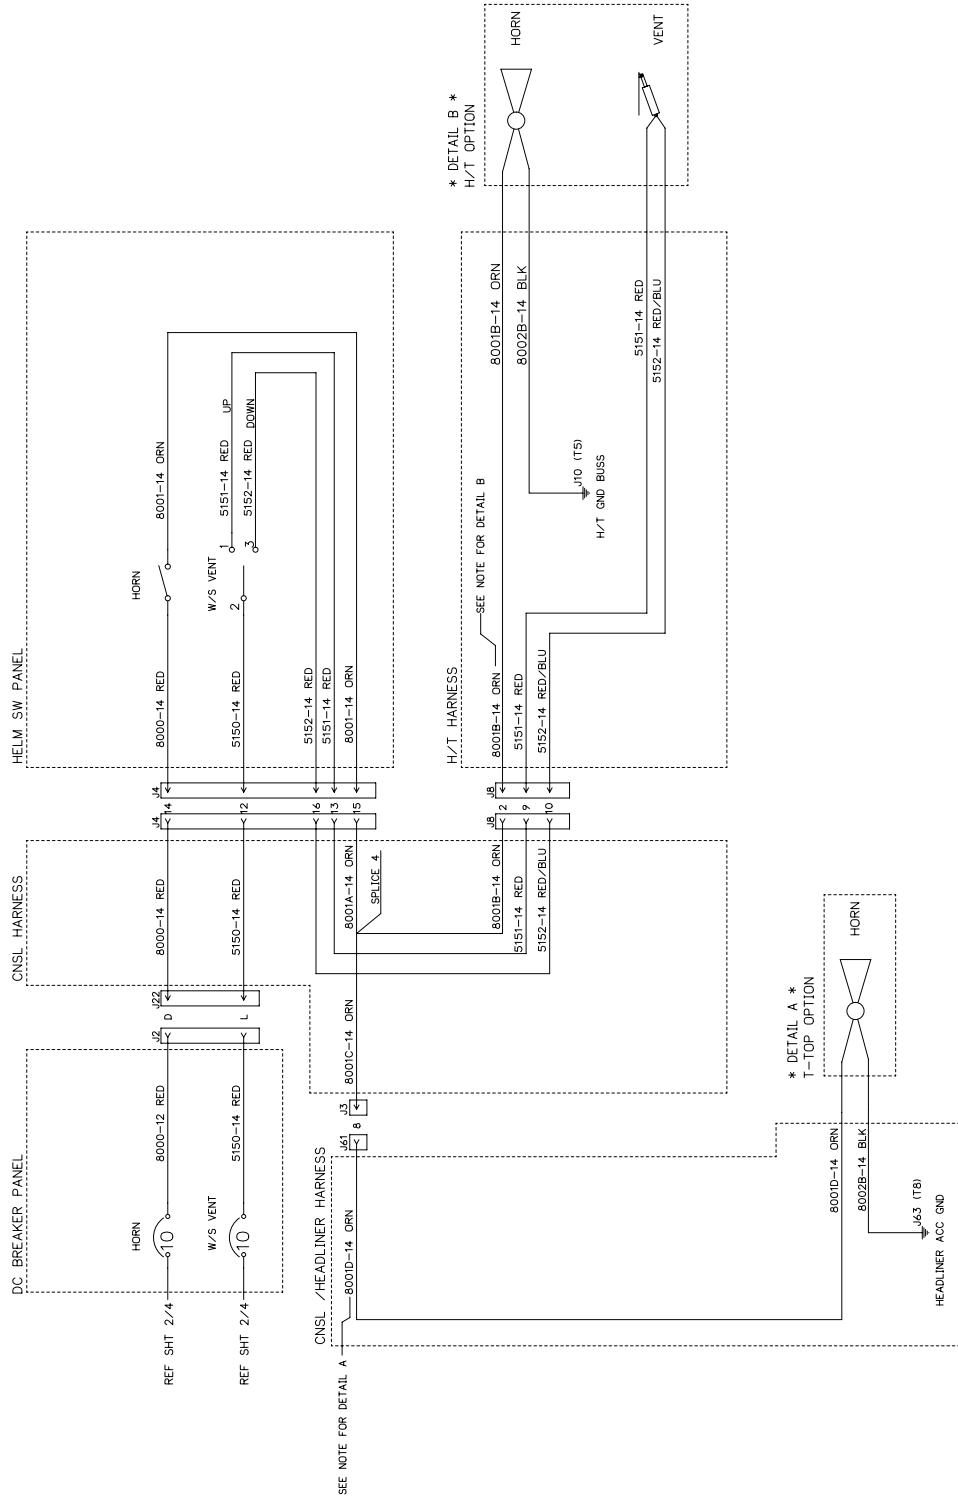 DC BREAKER PANEL
REF SHT 2/4
HORN
10
8000-12 RED
REF SHT 2/4
W/S VENT
10
5150-14 RED
J2
J22
D
L
CNSL HARNESS
8000-14 RED
5150-14 RED
8001A-14 ORN
SPLICE 4
8001C-14 ORN
8001B-14 ORN
5151-14 RED
5152-14 RED/BLU
J4
J4
14
12
16
13
15
HELM SW PANEL
8000-14 RED
HORN
8001-14 ORN
5150-14 RED
W/S VENT
2
1
3
5151-14 RED
UP
5152-14 RED
DOWN
5152-14 RED
5151-14 RED
8001-14 ORN
J8
J8
2
9
10
H/T HARNESS
8001B-14 ORN
SEE NOTE FOR DETAIL B
5151-14 RED
5152-14 RED/BLU
8001B-14 ORN
8002B-14 BLK
J10 (T5)
H/T GND BUSS
5151-14 RED
5152-14 RED/BLU
* DETAIL B *
H/T OPTION
HORN
VENT
J61
J3
8
CNSL /HEADLINER HARNESS
SEE NOTE FOR DETAIL A
8001D-14 ORN
8001D-14 ORN
8002B-14 BLK
J63 (T8)
HEADLINER ACC GND
* DETAIL A *
T-TOP OPTION
HORN